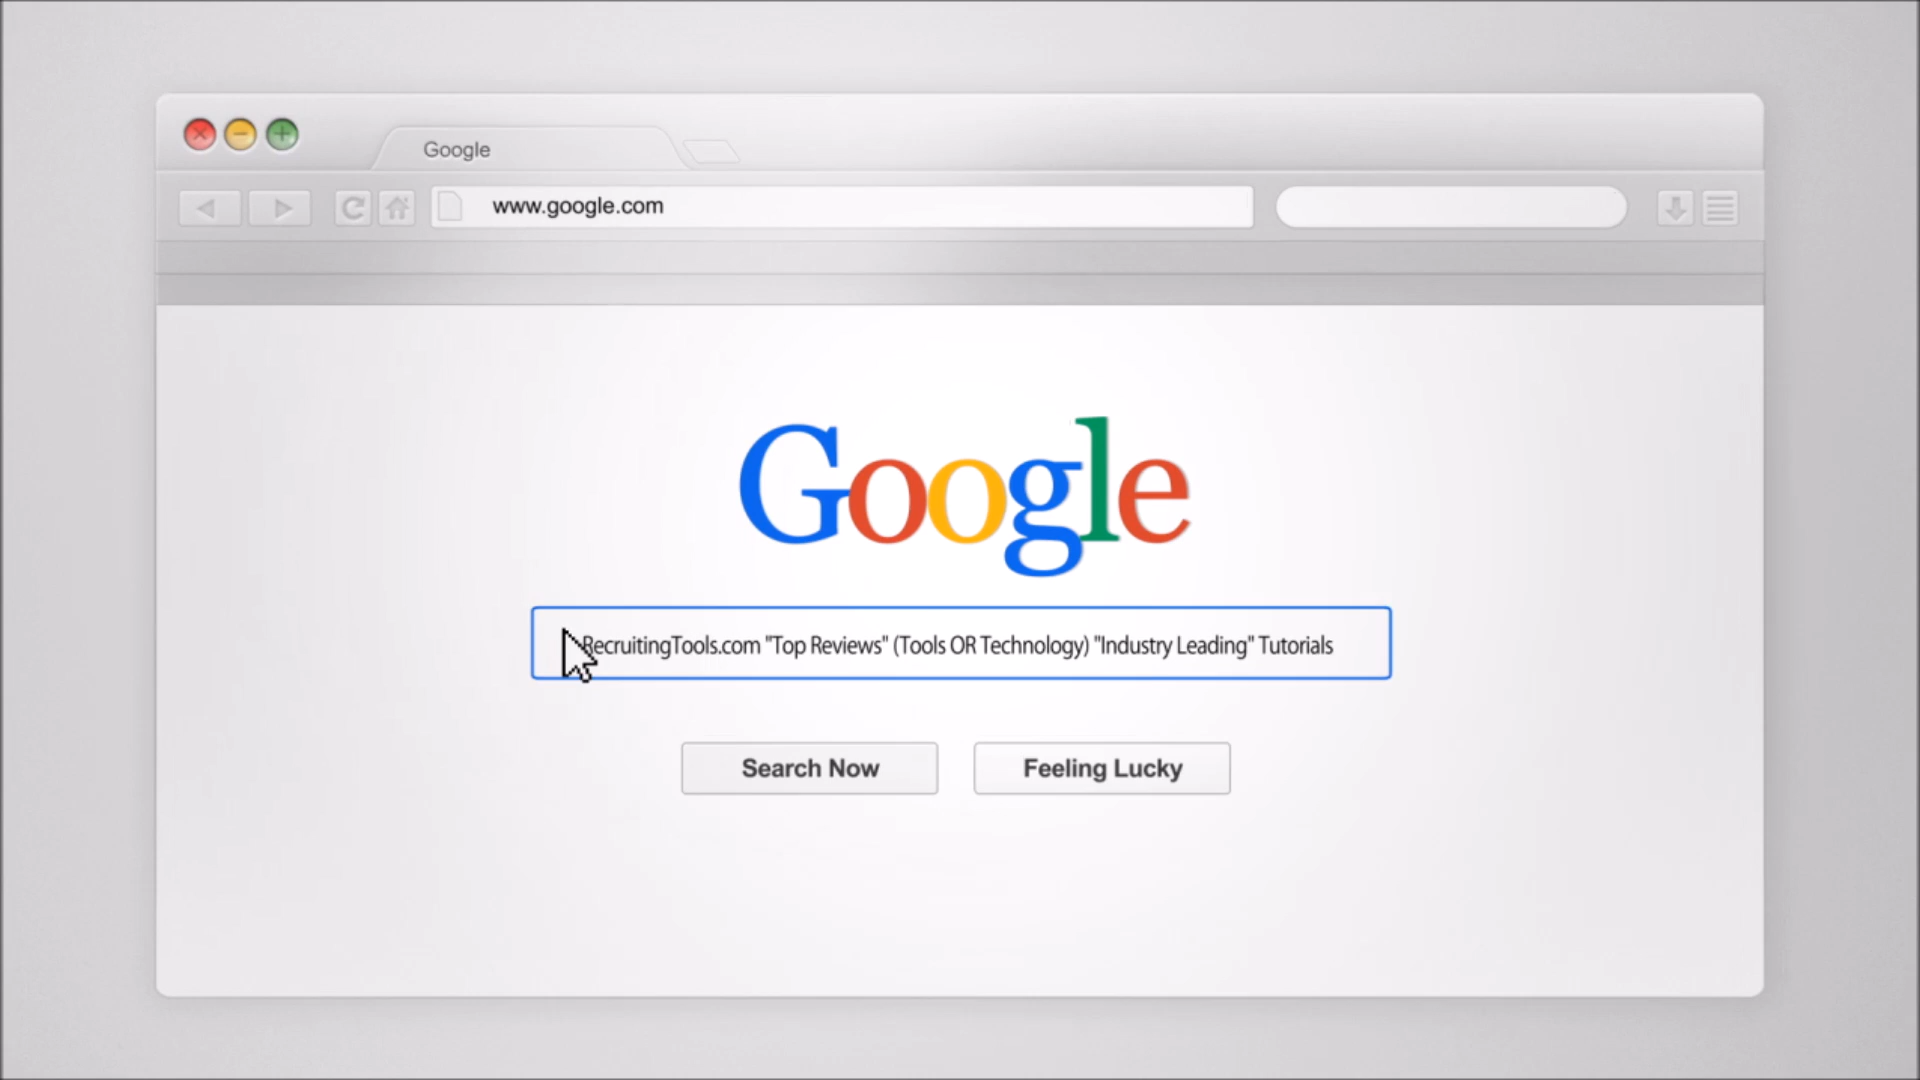 Google
www.google.com
Google
RecruitingTools.com "Top Reviews" (Tools OR Technology) "Industry Leading" Tutorials
Search Now
Feeling Lucky